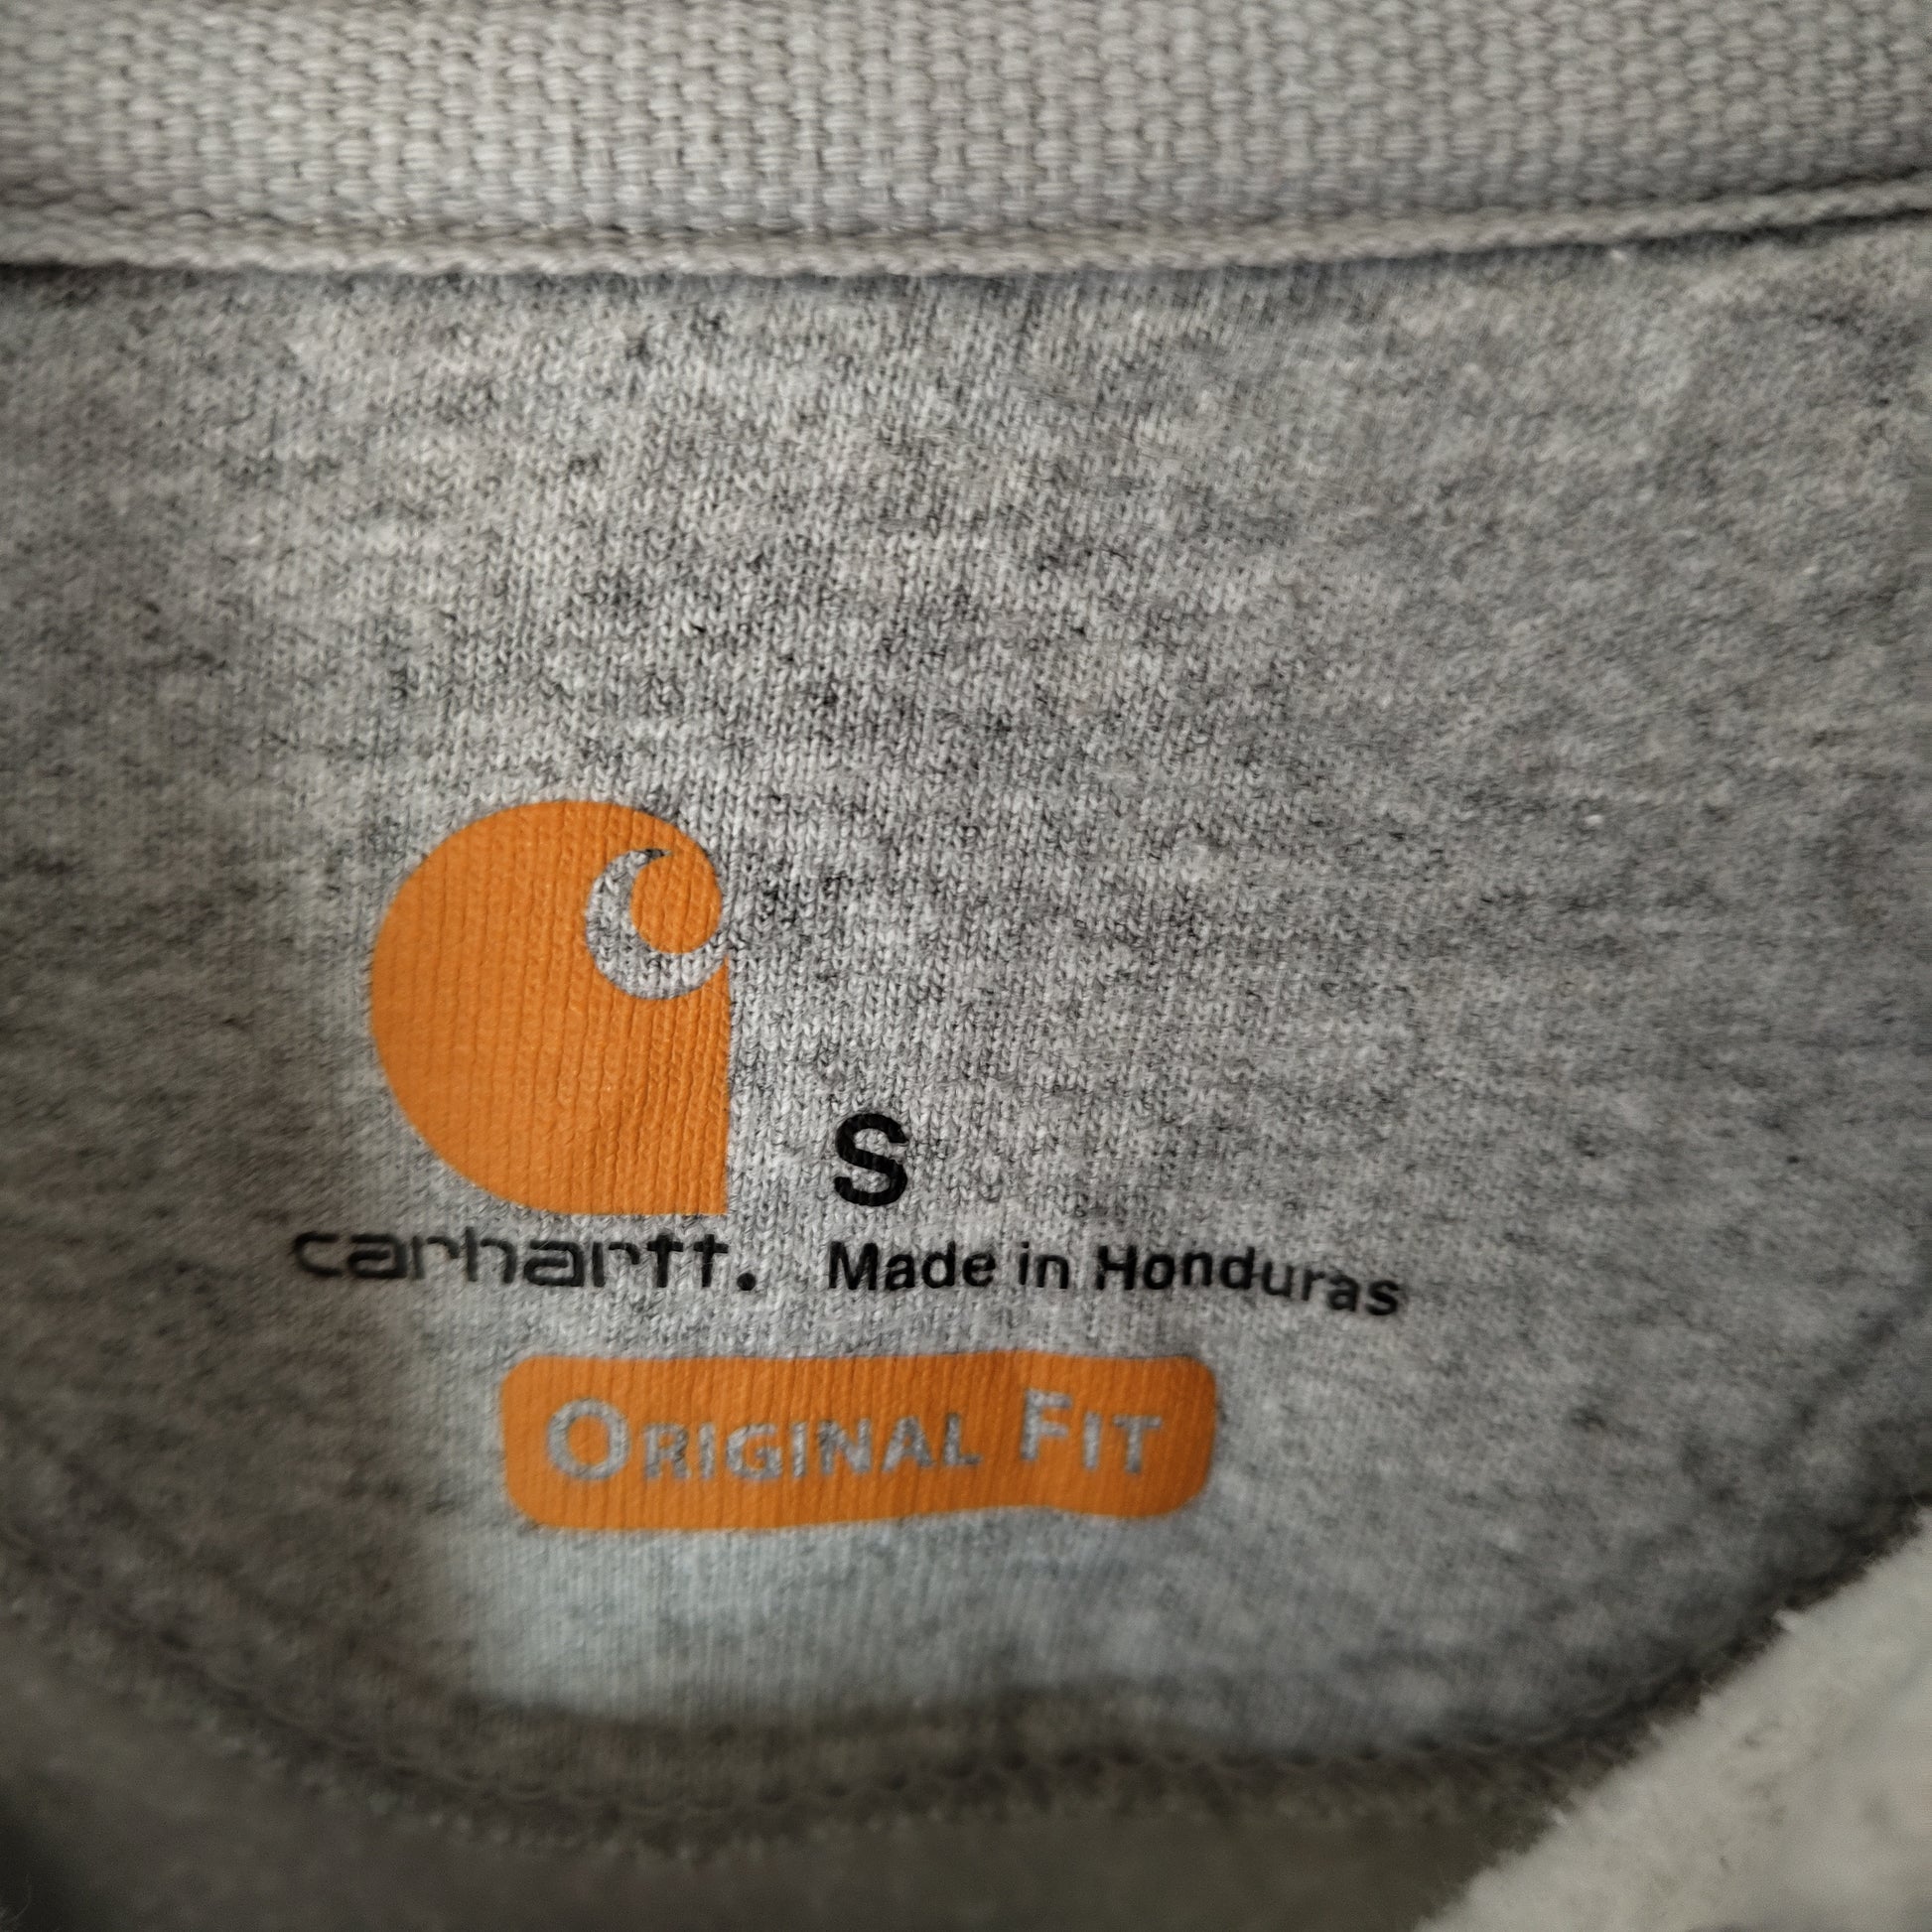 S
carhartt. Made in Honduras
ORIGINAL FIT